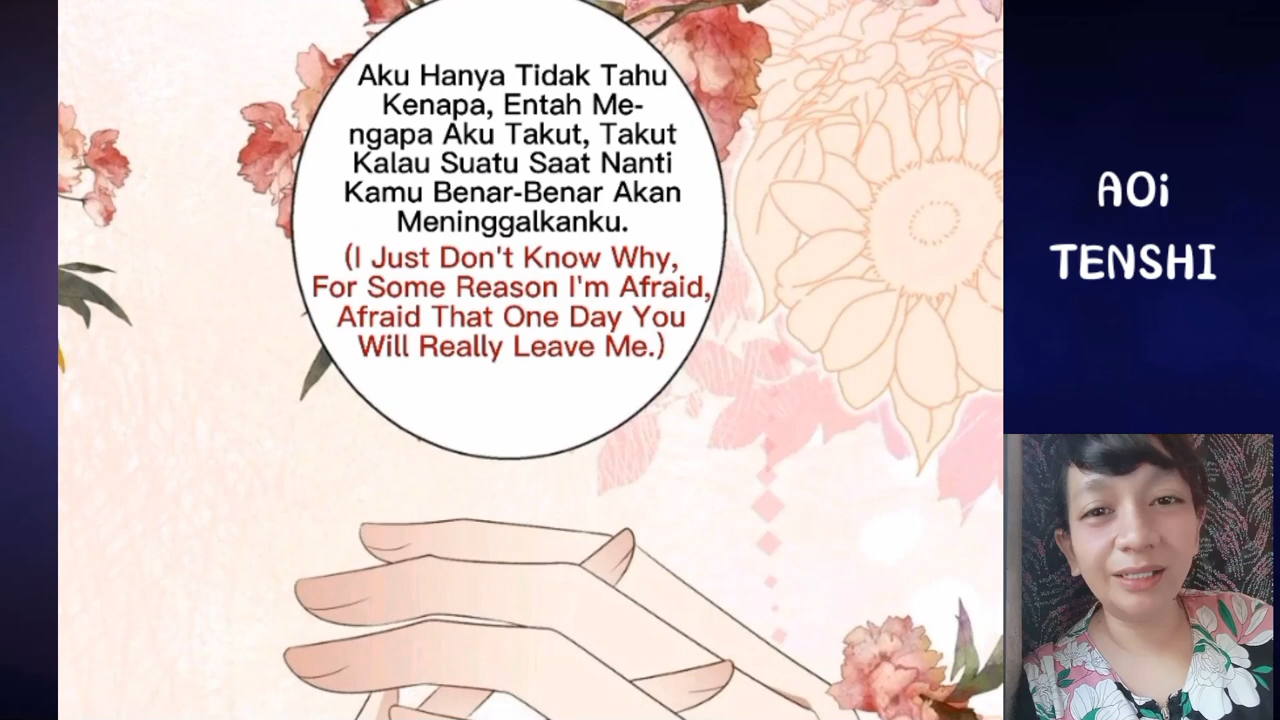 Aku Hanya Tidak Tahu
Kenapa, Entah Me-
ngapa Aku Takut, Takut
Kalau Suatu Saat Nanti
Kamu Benar-Benar Akan
Meninggalkanku.
(I Just Don't Know Why,
For Some Reason I'm Afraid,
Afraid That One Day You
Will Really Leave Me.)
AOi
TENSHI